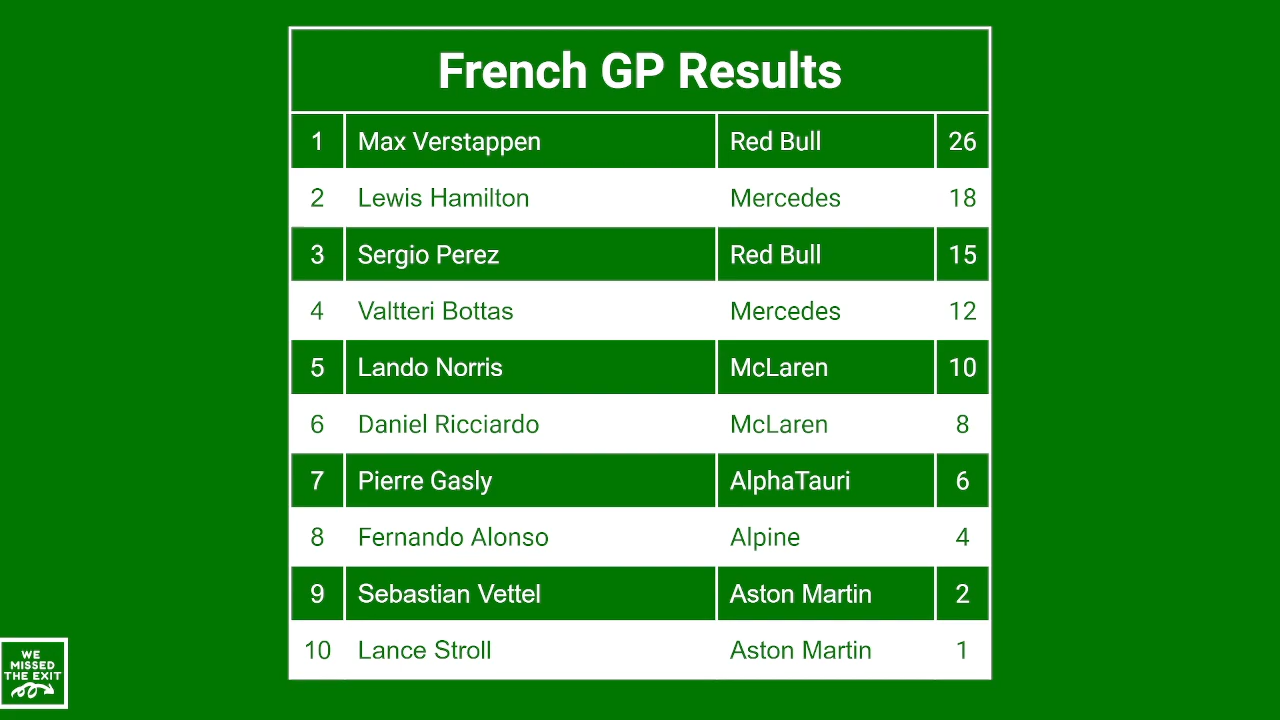 French GP Results
1 Max Verstappen Red Bull 26
2 Lewis Hamilton Mercedes 18
3 Sergio Perez Red Bull 15
4 Valtteri Bottas Mercedes 12
5 Lando Norris McLaren 10
6 Daniel Ricciardo McLaren 8
7 Pierre Gasly AlphaTauri 6
8 Fernando Alonso Alpine 4
9 Sebastian Vettel Aston Martin 2
10 Lance Stroll Aston Martin 1
WE
MISSED
THE EXIT